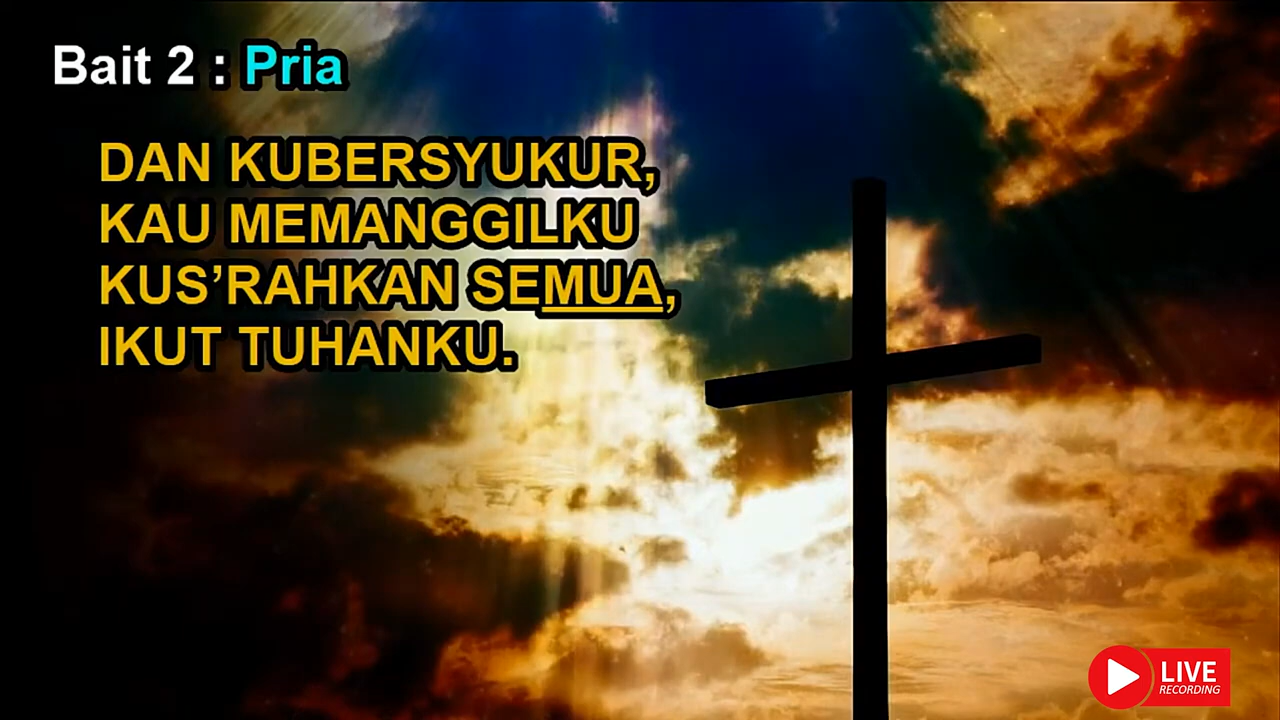 Bait 2 : Pria
DAN KUBERSYUKUR,
KAU MEMANGGILKU
KUS’RAHKAN SEMUA,
IKUT TUHANKU.
LIVE
RECORDING